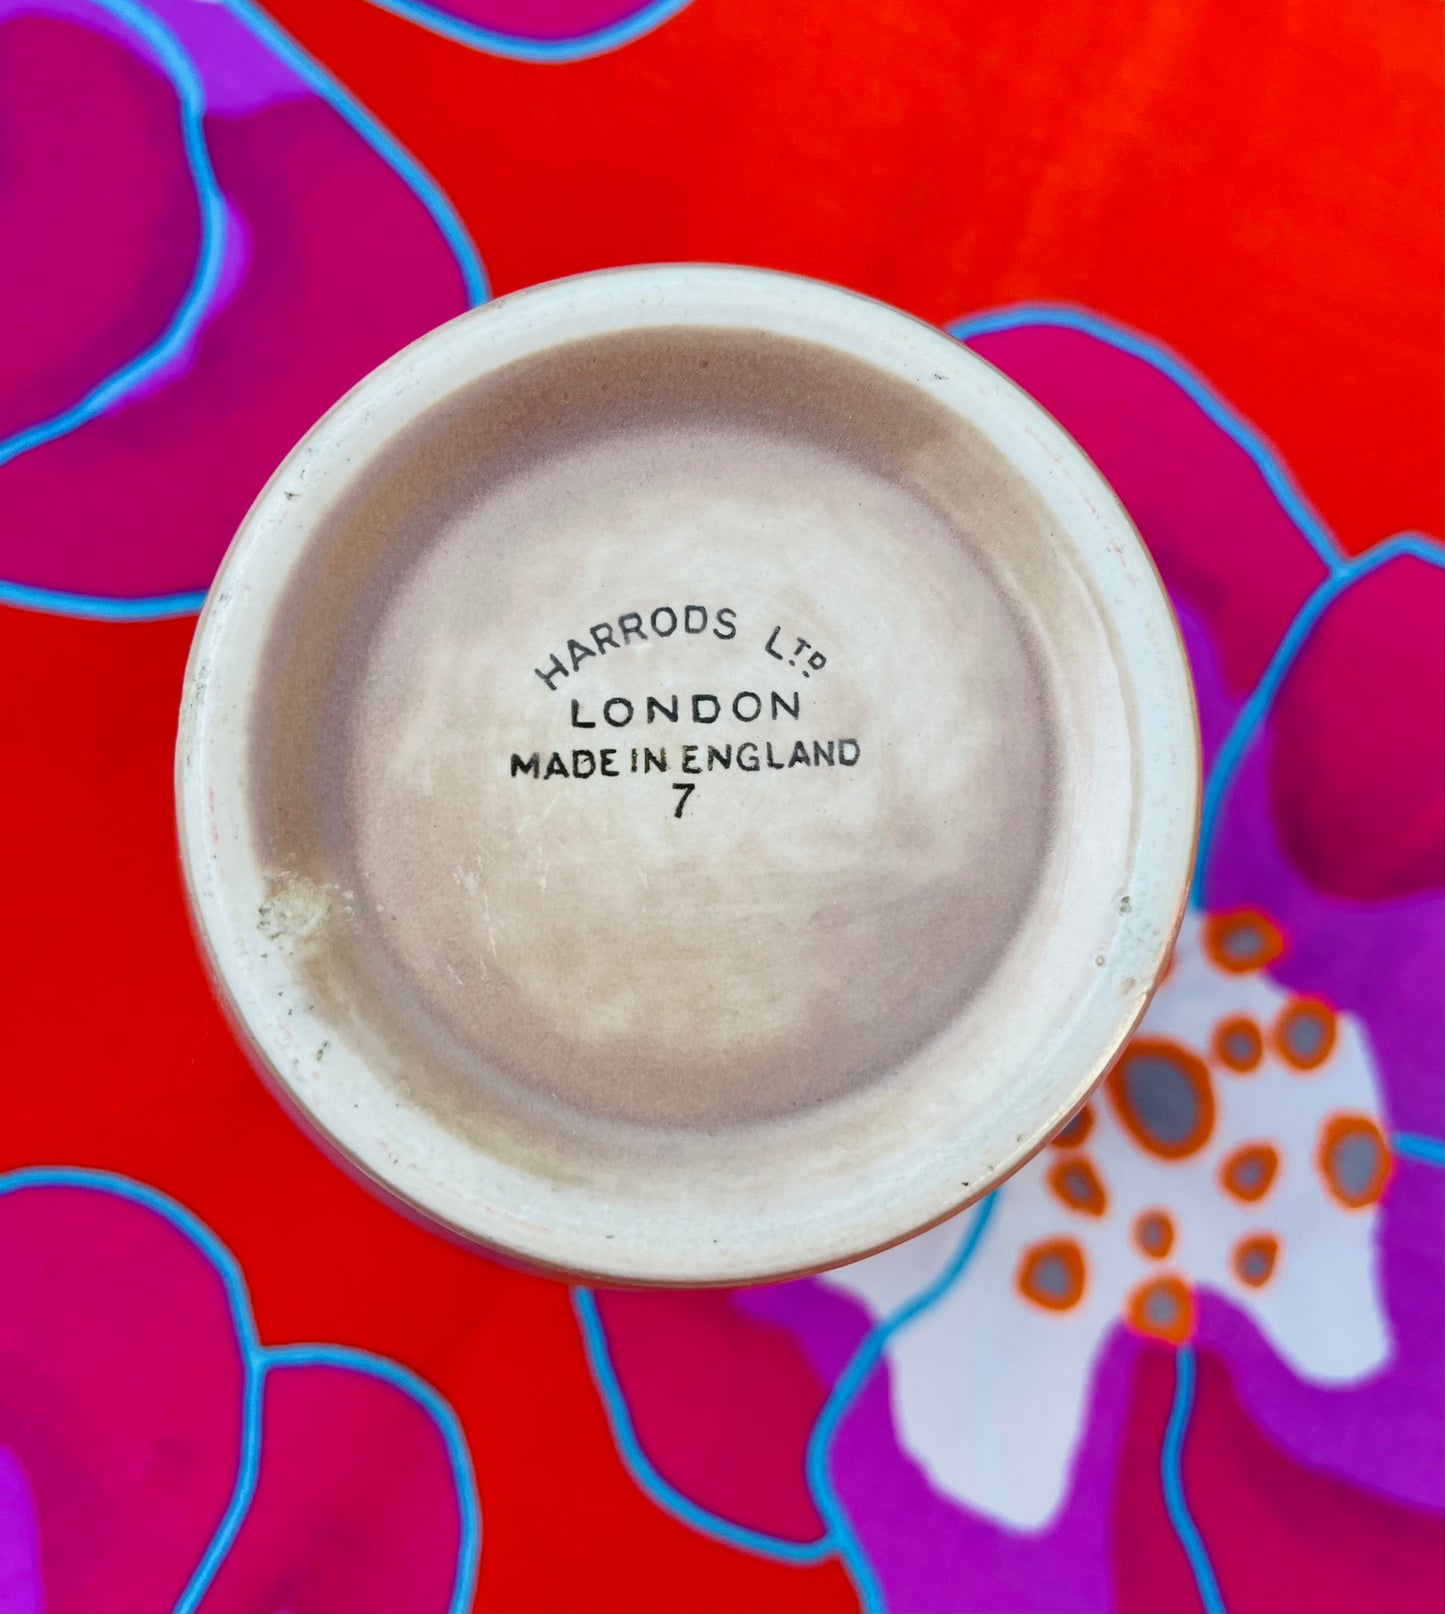 HARRODS LTD.
LONDON
MADE IN ENGLAND
7